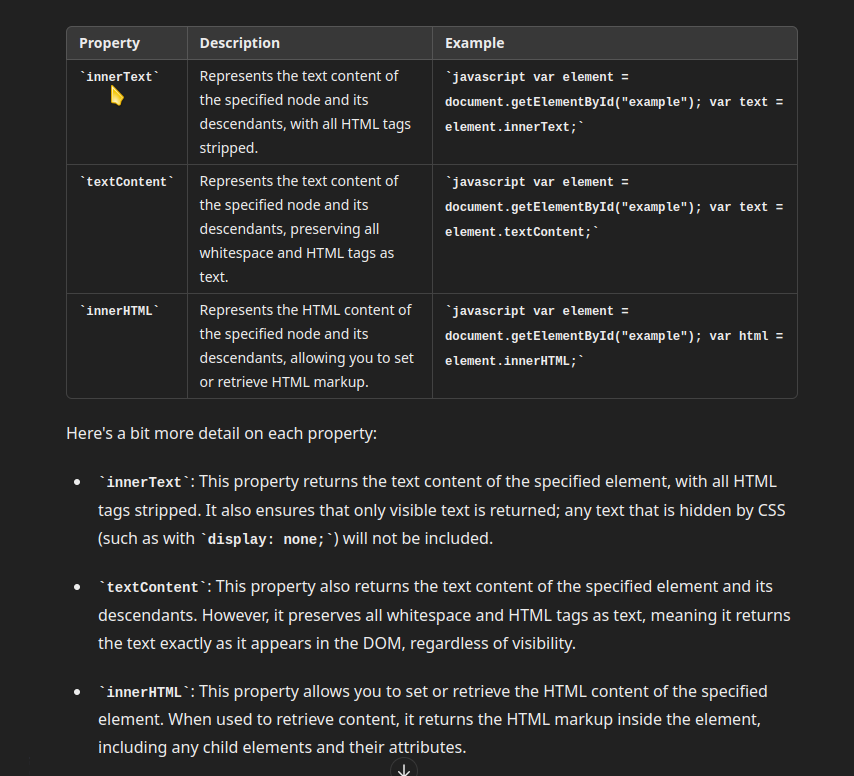 Property Description Example
`innerText` Represents the text content of `javascript var element =
the specified node and its document.getElementById("example"); var text =
descendants, with all HTML tags element.innerText;`
stripped.
`textContent` Represents the text content of `javascript var element =
the specified node and its document.getElementById("example"); var text =
descendants, preserving all element.textContent;`
whitespace and HTML tags as
text.
`innerHTML` Represents the HTML content of `javascript var element =
the specified node and its document.getElementById("example"); var html =
descendants, allowing you to set element.innerHTML;`
or retrieve HTML markup.
Here's a bit more detail on each property:
• `innerText`: This property returns the text content of the specified element, with all HTML
tags stripped. It also ensures that only visible text is returned; any text that is hidden by CSS
(such as with `display: none;`) will not be included.
• `textContent`: This property also returns the text content of the specified element and its
descendants. However, it preserves all whitespace and HTML tags as text, meaning it returns
the text exactly as it appears in the DOM, regardless of visibility.
• `innerHTML`: This property allows you to set or retrieve the HTML content of the specified
element. When used to retrieve content, it returns the HTML markup inside the element,
including any child elements and their attributes.